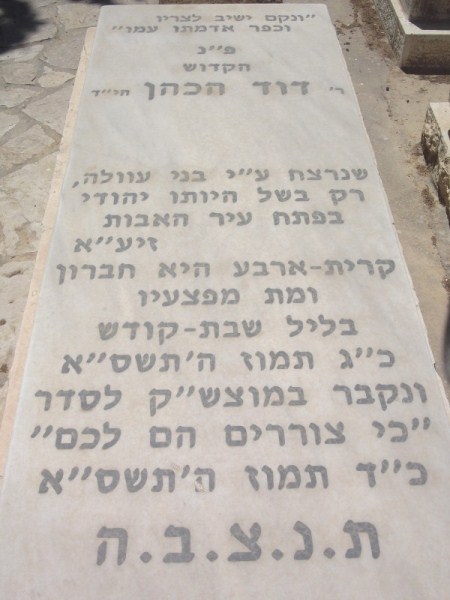 "ונקם ישיב לצריו
וכפר אדמתו עמו"
פ"נ
הקדוש
ר' דוד הכהן הי"ד
שנרצח ע"י בני עוולה,
רק בשל היותו יהודי
בפתח עיר האבות
זיע"א
קרית-ארבע היא חברון
ומת מפצעיו
בליל שבת-קודש
כ"ג תמוז ה'תשס"א
ונקבר במוצש"ק לסדר
"כי צוררים הם לכם"
כ"ד תמוז ה'תשס"א
ת.נ.צ.ב.ה